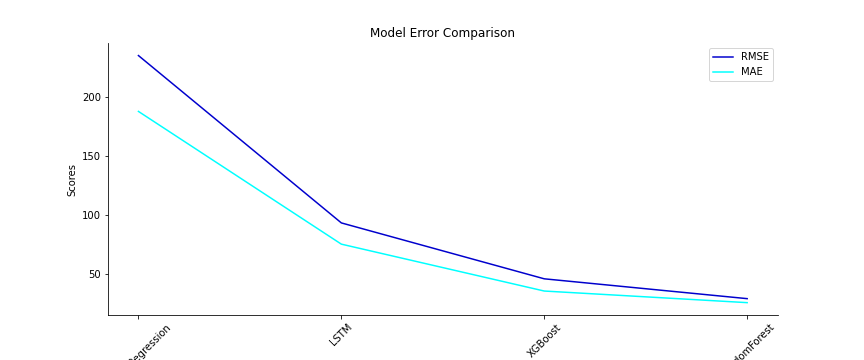 Model Error Comparison
RMSE
MAE
Scores
200
150
100
50
Regression
LSTM
XGBoost
domForest